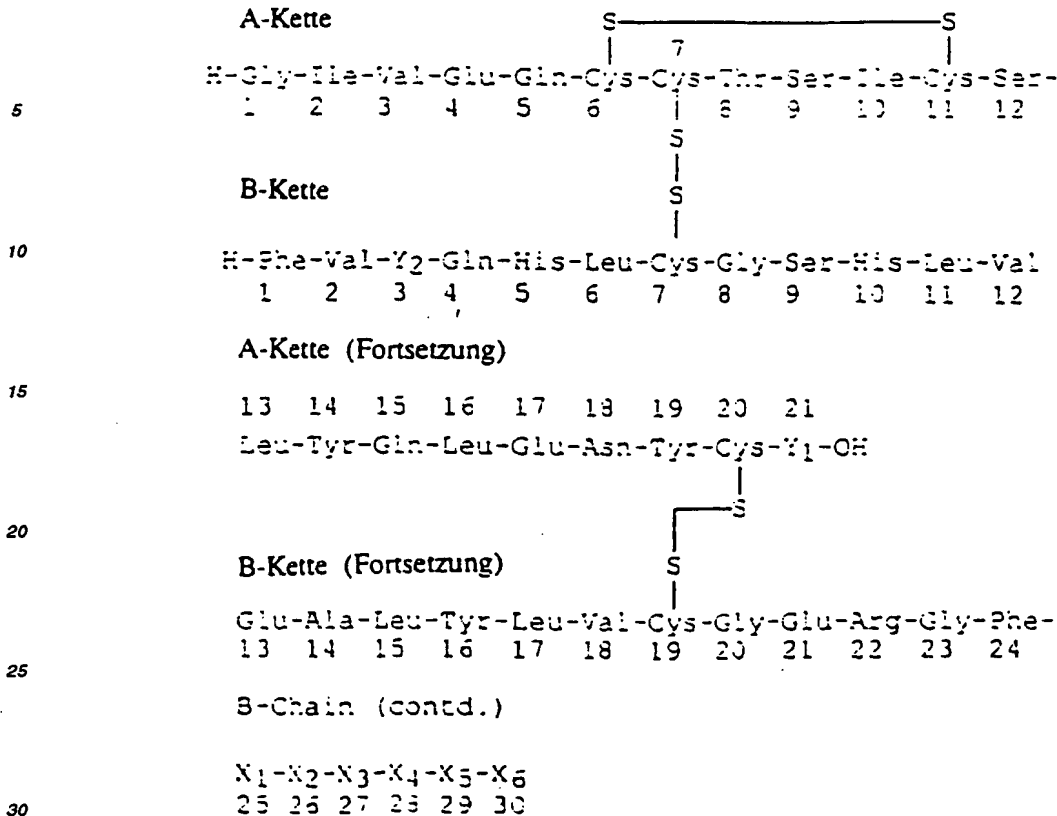 A-Kette
S S
7
H-Gly-Ile-Val-Glu-Gln-Cys-Cys-Thr-Ser-Ile-Cys-Ser-
5 1 2 3 4 5 6 8 9 10 11 12
S
B-Kette S
10 H-Phe-Val-Y2-Gln-His-Leu-Cys-Gly-Ser-His-Leu-Val
1 2 3 4 5 6 7 8 9 10 11 12
A-Kette (Fortsetzung)
15 13 14 15 16 17 18 19 20 21
Leu-Tyr-Gln-Leu-Glu-Asn-Tyr-Cys-Y1-OH
S
20
B-Kette (Fortsetzung) S
Glu-Ala-Leu-Tyr-Leu-Val-Cys-Gly-Glu-Arg-Gly-Phe-
13 14 15 16 17 18 19 20 21 22 23 24
25
B-Chain (contd.)
X1-X2-X3-X4-X5-X6
30 25 26 27 28 29 30